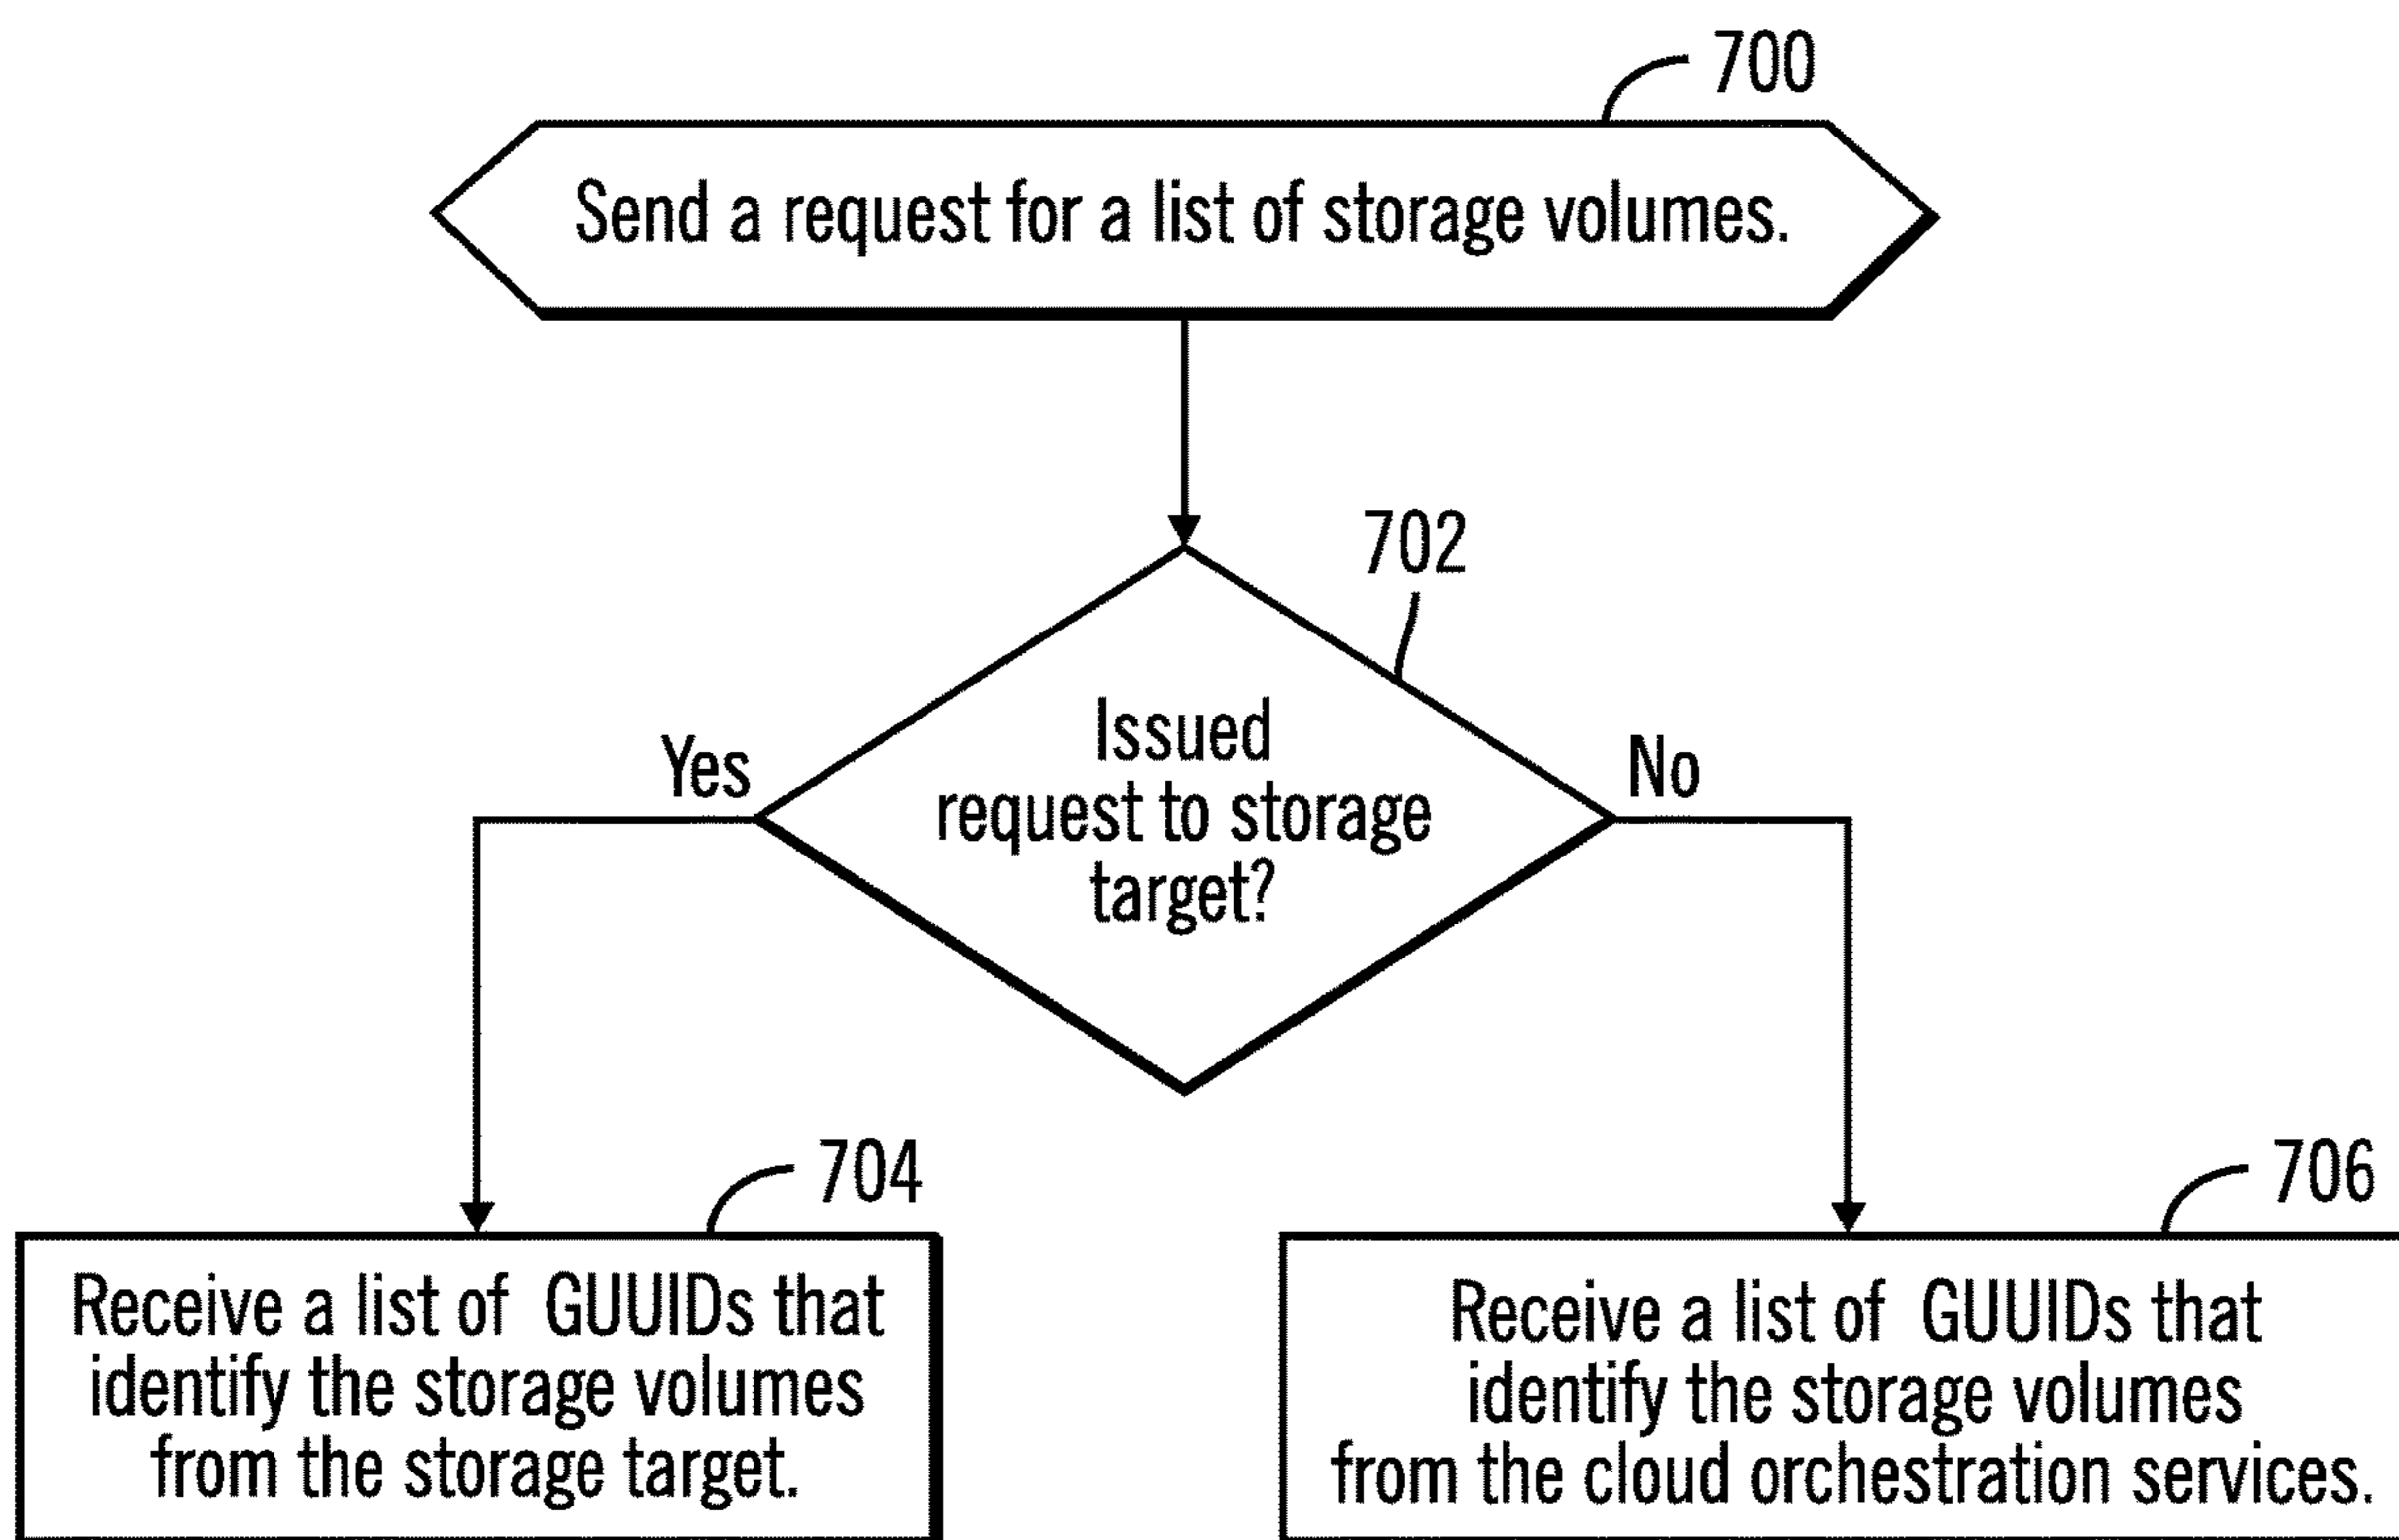 700
Send a request for a list of storage volumes.
702
Issued
request to storage
target?
Yes
No
704
Receive a list of GUUIDs that
identify the storage volumes
from the storage target.
706
Receive a list of GUUIDs that
identify the storage volumes
from the cloud orchestration services.